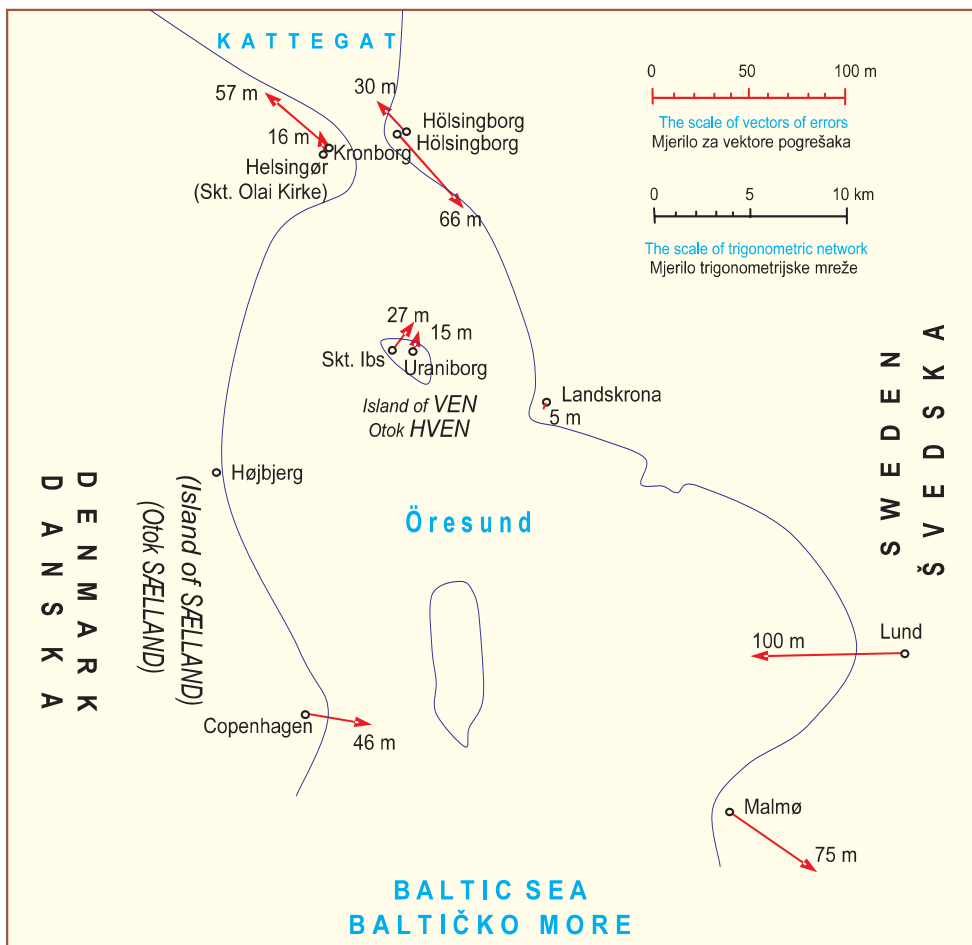 KATTEGAT
57 m
16 m
Kronborg
Helsingør
(Skt. Olai Kirke)
30 m
Hölsingborg
Hölsingborg
66 m
0 50 100 m
The scale of vectors of errors
Mjerilo za vektore pogrešaka
0 5 10 km
The scale of trigonometric network
Mjerilo trigonometrijske mreže
27 m
15 m
Skt. Ibs
Uraniborg
Island of VEN
Otok HVEN
Landskrona
5 m
Højbjerg
DENMARK
DANSKA
(Island of SÆLLAND)
(Otok SÆLLAND)
Öresund
SWEDEN
ŠVEDSKA
100 m
Lund
Copenhagen
46 m
Malmø
75 m
BALTIC SEA
BALTIČKO MORE